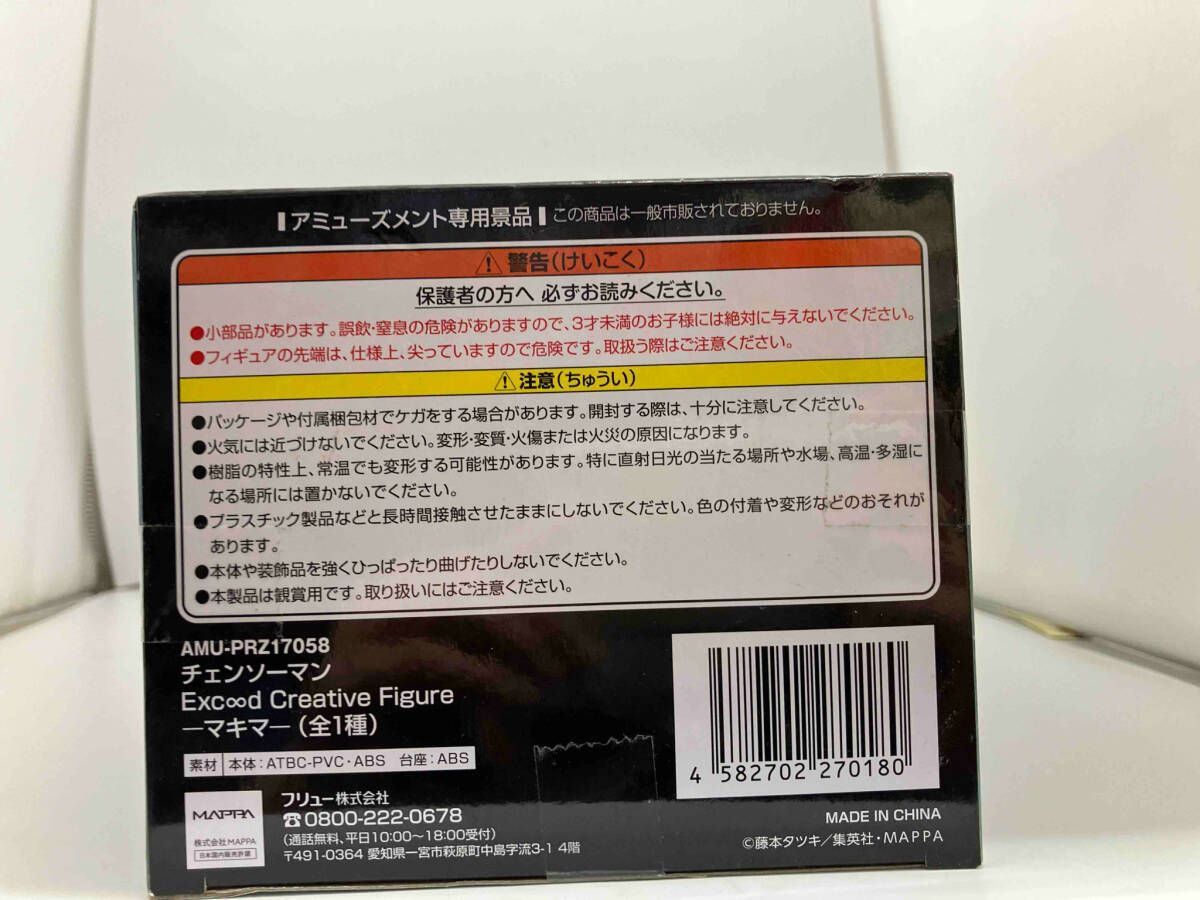 アミューズメント専用景品 この商品は一般市販されておりません。
⚠警告(けいこく)
保護者の方へ 必ずお読みください。
●小部品があります。誤飲・窒息の危険がありますので、3才未満のお子様には絶対に与えないでください。
●フィギュアの先端は、仕様上、尖っていますので危険です。取扱う際はご注意ください。
⚠注意(ちゅうい)
●パッケージや付属梱包材でケガをする場合があります。開封する際は、十分に注意してください。
●火気には近づけないでください。変形・変質・火傷または火災の原因になります。
●樹脂の特性上、常温でも変形する可能性があります。特に直射日光の当たる場所や水場、高温・多湿に
なる場所には置かないでください。
●プラスチック製品などと長時間接触させたままにしないでください。色の付着や変形などのおそれが
あります。
●本体や装飾品を強くひっぱったり曲げたりしないでください。
●本製品は観賞用です。取り扱いにはご注意ください。
AMU-PRZ17058
チェンソーマン
Exc∞d Creative Figure
―マキマ―(全1種)
素材 本体:ATBC-PVC・ABS 台座:ABS
4 582702 270180
MAPPA
株式会社MAPPA
日本国内販売許諾
フリュー株式会社
☎0800-222-0678
(通話無料、平日10:00~18:00受付)
〒491-0364 愛知県一宮市萩原町中島字流3-1 4階
MADE IN CHINA
©藤本タツキ/集英社・MAPPA